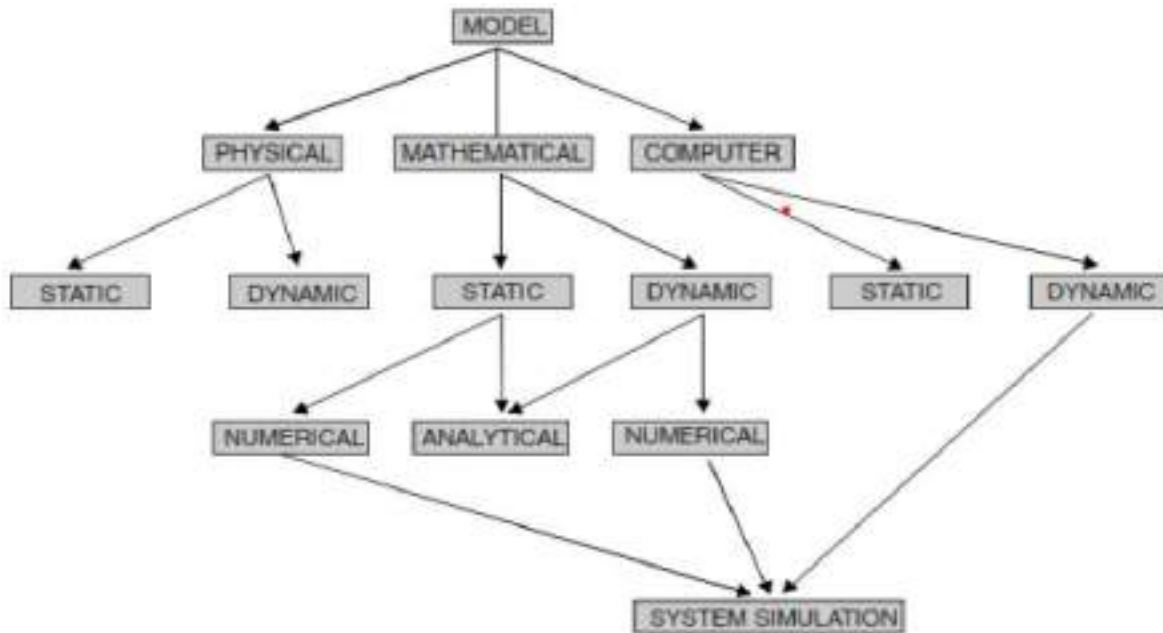 MODEL
PHYSICAL MATHEMATICAL COMPUTER
STATIC DYNAMIC STATIC DYNAMIC STATIC DYNAMIC
NUMERICAL ANALYTICAL NUMERICAL
SYSTEM SIMULATION